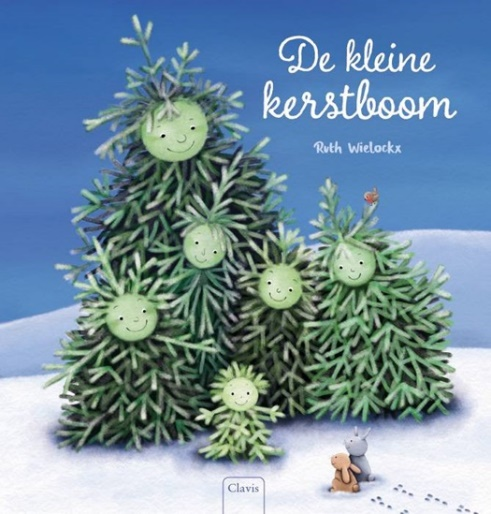 De kleine
kerstboom
Ruth Wielockx
Clavis